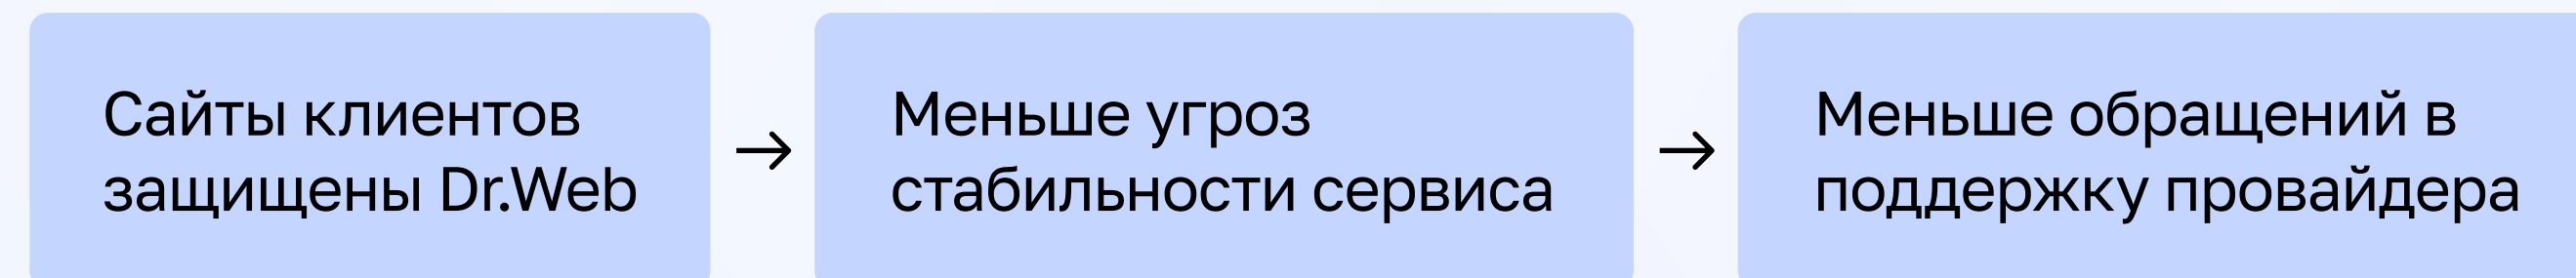 Сайты клиентов
защищены Dr.Web
→
Меньше угроз
стабильности сервиса
→
Меньше обращений в
поддержку провайдера